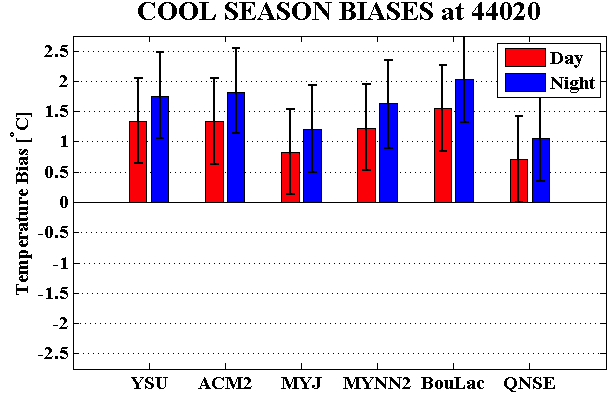 COOL SEASON BIASES at 44020
Temperature Bias [°C]
2.5
2
1.5
1
0.5
0
-0.5
-1
-1.5
-2
-2.5
Day
Night
YSU ACM2 MYJ MYNN2 BouLac QNSE